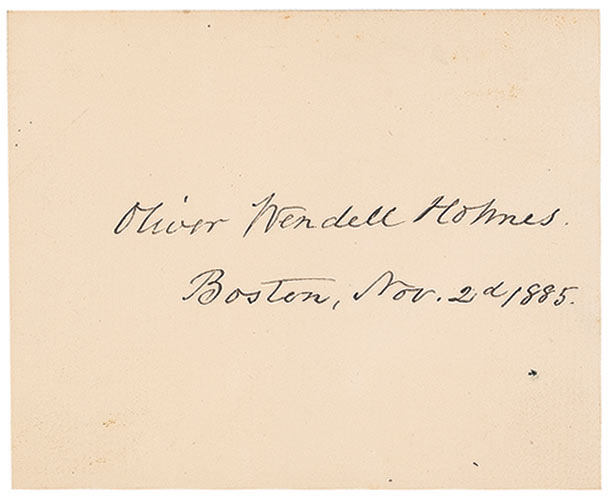 Oliver Wendell Holmes.
Boston, Nov. 2d 1885.